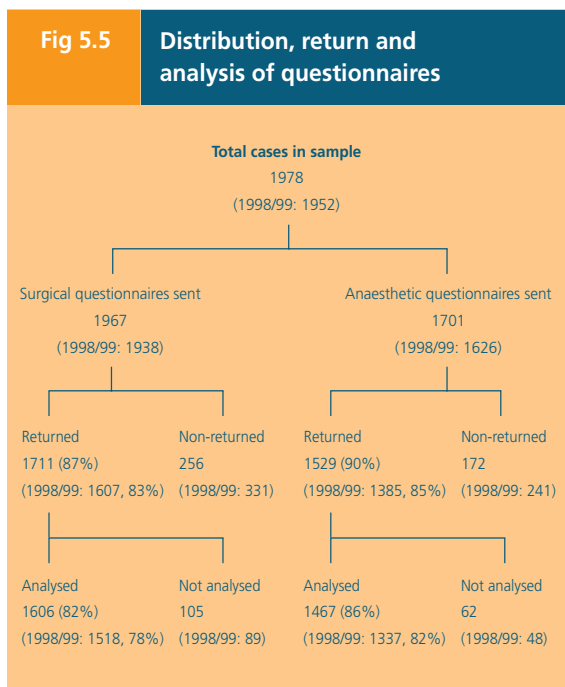 Fig 5.5
Distribution, return and
analysis of questionnaires
Total cases in sample
1978
(1998/99: 1952)
Surgical questionnaires sent
1967
(1998/99: 1938)
Anaesthetic questionnaires sent
1701
(1998/99: 1626)
Returned
1711 (87%)
(1998/99: 1607, 83%)
Non-returned
256
(1998/99: 331)
Returned
1529 (90%)
(1998/99: 1385, 85%)
Non-returned
172
(1998/99: 241)
Analysed
1606 (82%)
(1998/99: 1518, 78%)
Not analysed
105
(1998/99: 89)
Analysed
1467 (86%)
(1998/99: 1337, 82%)
Not analysed
62
(1998/99: 48)